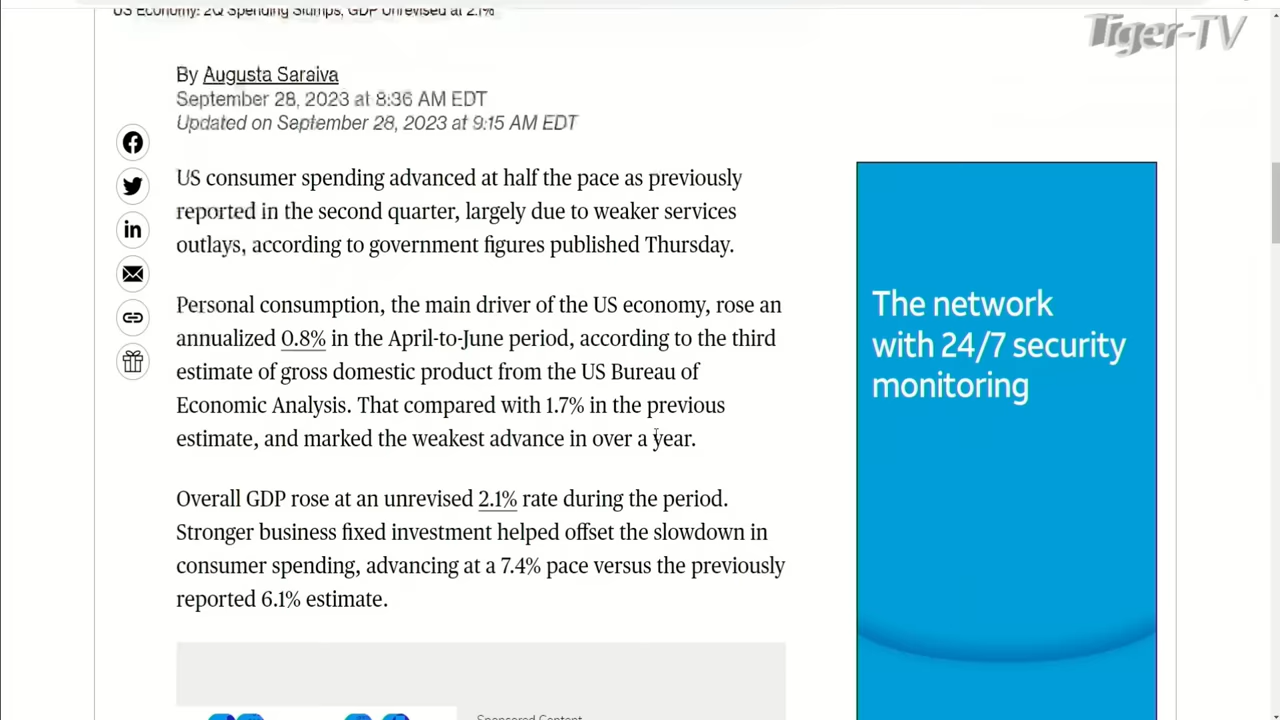 US Economy: 2Q Spending Slumps, GDP Unrevised at 2.1%
Tiger-TV
By Augusta Saraiva
September 28, 2023 at 8:36 AM EDT
Updated on September 28, 2023 at 9:15 AM EDT
US consumer spending advanced at half the pace as previously
reported in the second quarter, largely due to weaker services
outlays, according to government figures published Thursday.
Personal consumption, the main driver of the US economy, rose an
annualized 0.8% in the April-to-June period, according to the third
estimate of gross domestic product from the US Bureau of
Economic Analysis. That compared with 1.7% in the previous
estimate, and marked the weakest advance in over a year.
Overall GDP rose at an unrevised 2.1% rate during the period.
Stronger business fixed investment helped offset the slowdown in
consumer spending, advancing at a 7.4% pace versus the previously
reported 6.1% estimate.
The network
with 24/7 security
monitoring
Sponsored Content